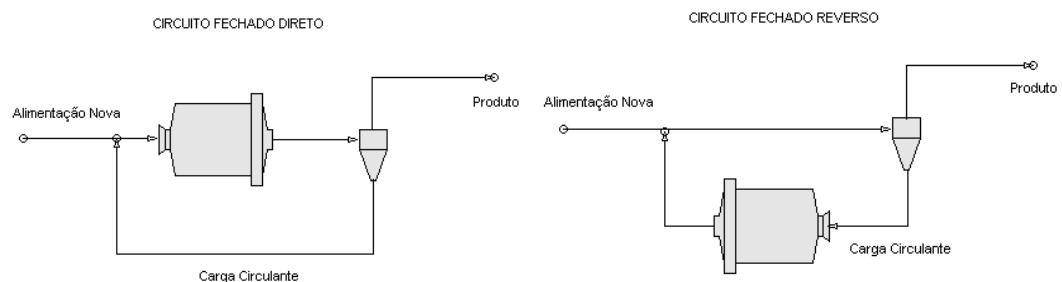 CIRCUITO FECHADO DIRETO
Alimentação Nova
Produto
Carga Circulante
CIRCUITO FECHADO REVERSO
Alimentação Nova
Produto
Carga Circulante